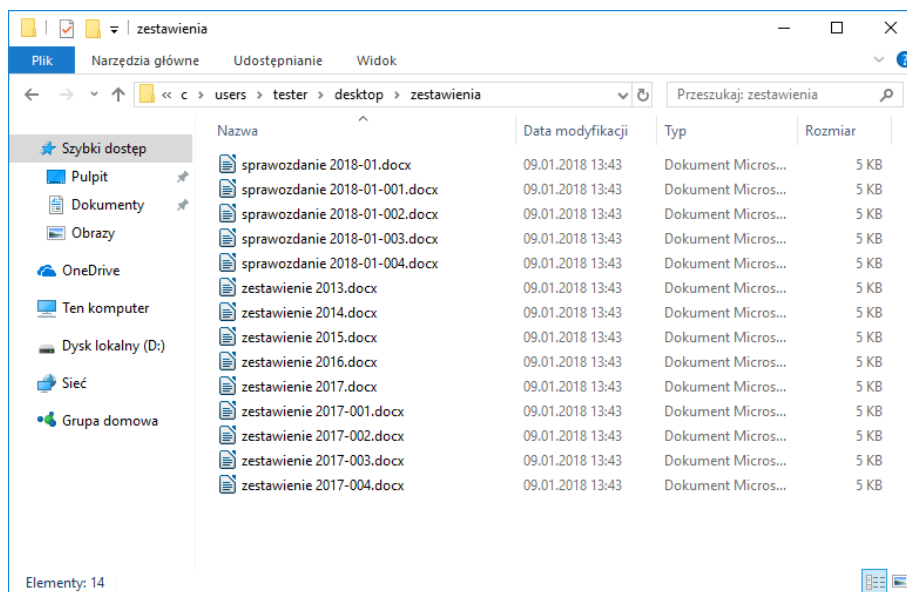 zestawienia
Plik Narzędzia główne Udostępnianie Widok
« c › users › tester › desktop › zestawienia Przeszukaj: zestawienia
Nazwa Data modyfikacji Typ Rozmiar
Szybki dostęp
Pulpit
Dokumenty
Obrazy
OneDrive
Ten komputer
Dysk lokalny (D:)
Sieć
Grupa domowa
sprawozdanie 2018-01.docx 09.01.2018 13:43 Dokument Micros... 5 KB
sprawozdanie 2018-01-001.docx 09.01.2018 13:43 Dokument Micros... 5 KB
sprawozdanie 2018-01-002.docx 09.01.2018 13:43 Dokument Micros... 5 KB
sprawozdanie 2018-01-003.docx 09.01.2018 13:43 Dokument Micros... 5 KB
sprawozdanie 2018-01-004.docx 09.01.2018 13:43 Dokument Micros... 5 KB
zestawienie 2013.docx 09.01.2018 13:43 Dokument Micros... 5 KB
zestawienie 2014.docx 09.01.2018 13:43 Dokument Micros... 5 KB
zestawienie 2015.docx 09.01.2018 13:43 Dokument Micros... 5 KB
zestawienie 2016.docx 09.01.2018 13:43 Dokument Micros... 5 KB
zestawienie 2017.docx 09.01.2018 13:43 Dokument Micros... 5 KB
zestawienie 2017-001.docx 09.01.2018 13:43 Dokument Micros... 5 KB
zestawienie 2017-002.docx 09.01.2018 13:43 Dokument Micros... 5 KB
zestawienie 2017-003.docx 09.01.2018 13:43 Dokument Micros... 5 KB
zestawienie 2017-004.docx 09.01.2018 13:43 Dokument Micros... 5 KB
Elementy: 14